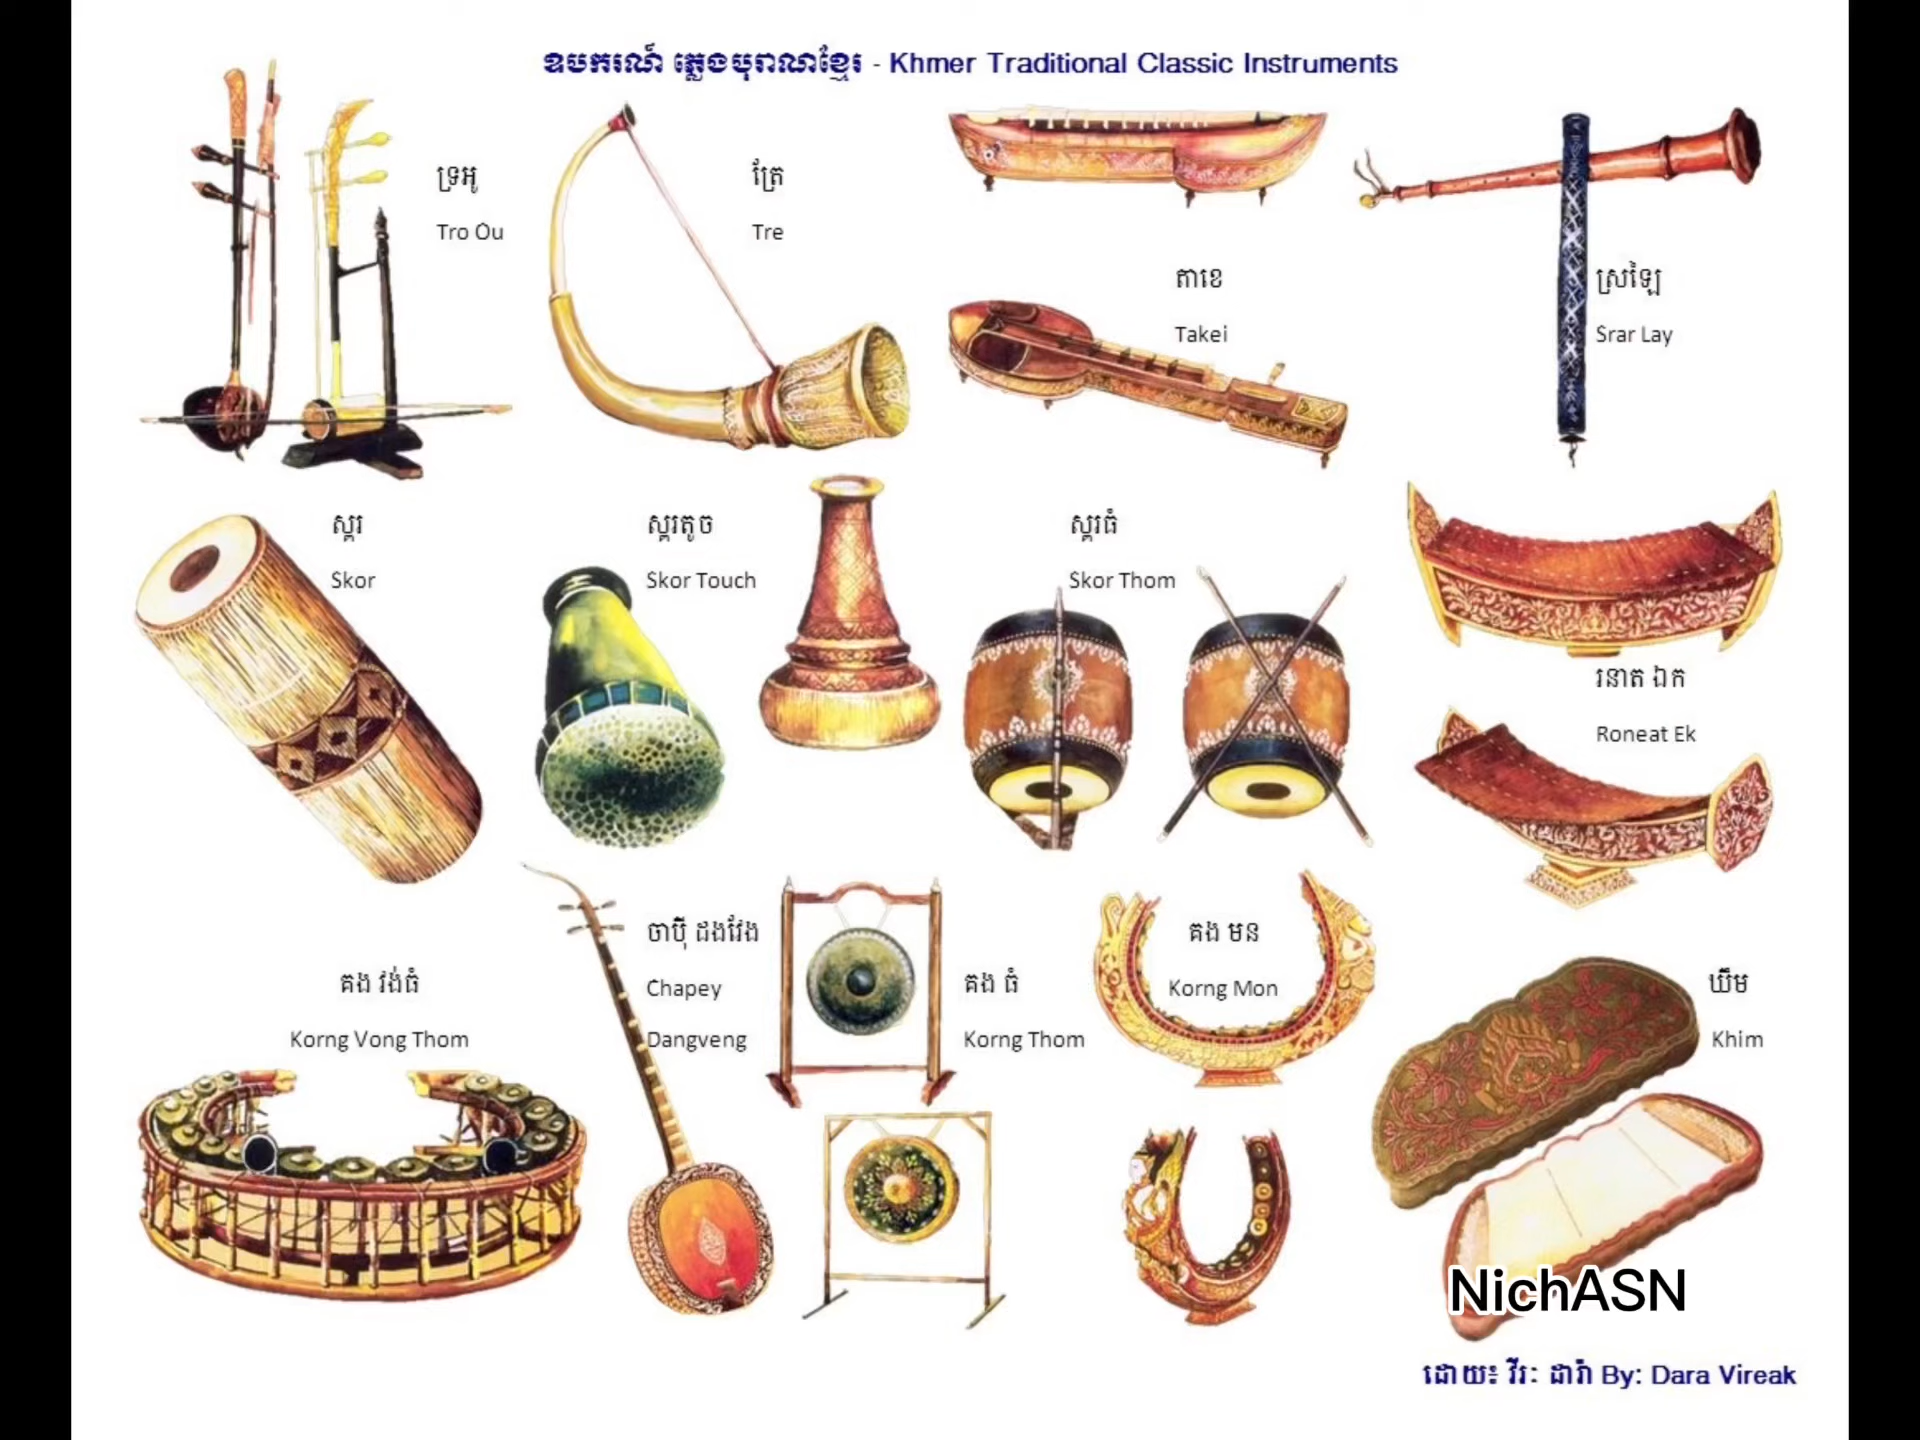 ឧបករណ៍ ភ្លេងបុរាណខ្មែរ - Khmer Traditional Classic Instruments
ទ្រអូ
Tro Ou
ត្រែ
Tre
តាខេ
Takei
ស្រឡៃ
Srar Lay
ស្គរ
Skor
ស្គរតូច
Skor Touch
ស្គរធំ
Skor Thom
រនាត ឯក
Roneat Ek
គង វង់ធំ
Korng Vong Thom
ចាប៉ី ដងវែង
Chapey
Dangveng
គង ធំ
Korng Thom
គង មន
Korng Mon
ឃឹម
Khim
NichASN
ដោយ៖ វីរៈ ដារ៉ា By: Dara Vireak